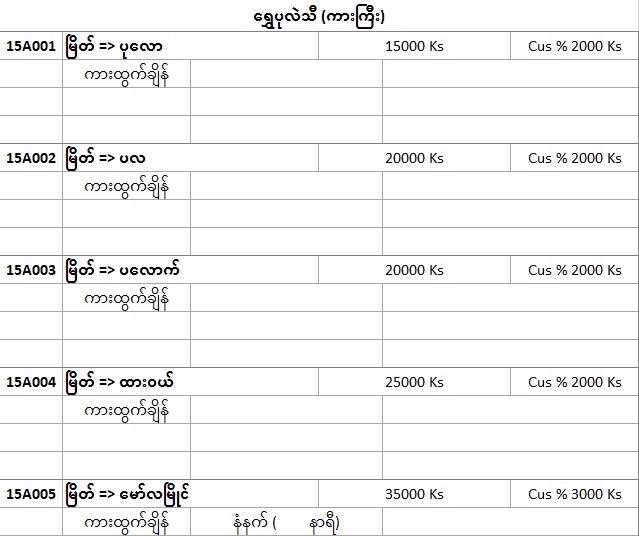 ရွှေပုလဲသီ (ကားကြီး)
15A001 မြိတ် => ပုလော 15000 Ks Cus % 2000 Ks
ကားထွက်ချိန်
15A002 မြိတ် => ပလ 20000 Ks Cus % 2000 Ks
ကားထွက်ချိန်
15A003 မြိတ် => ပလောက် 20000 Ks Cus % 2000 Ks
ကားထွက်ချိန်
15A004 မြိတ် => ထားဝယ် 25000 Ks Cus % 2000 Ks
ကားထွက်ချိန်
15A005 မြိတ် => မော်လမြိုင် 35000 Ks Cus % 3000 Ks
ကားထွက်ချိန် နံနက် ( နာရီ)